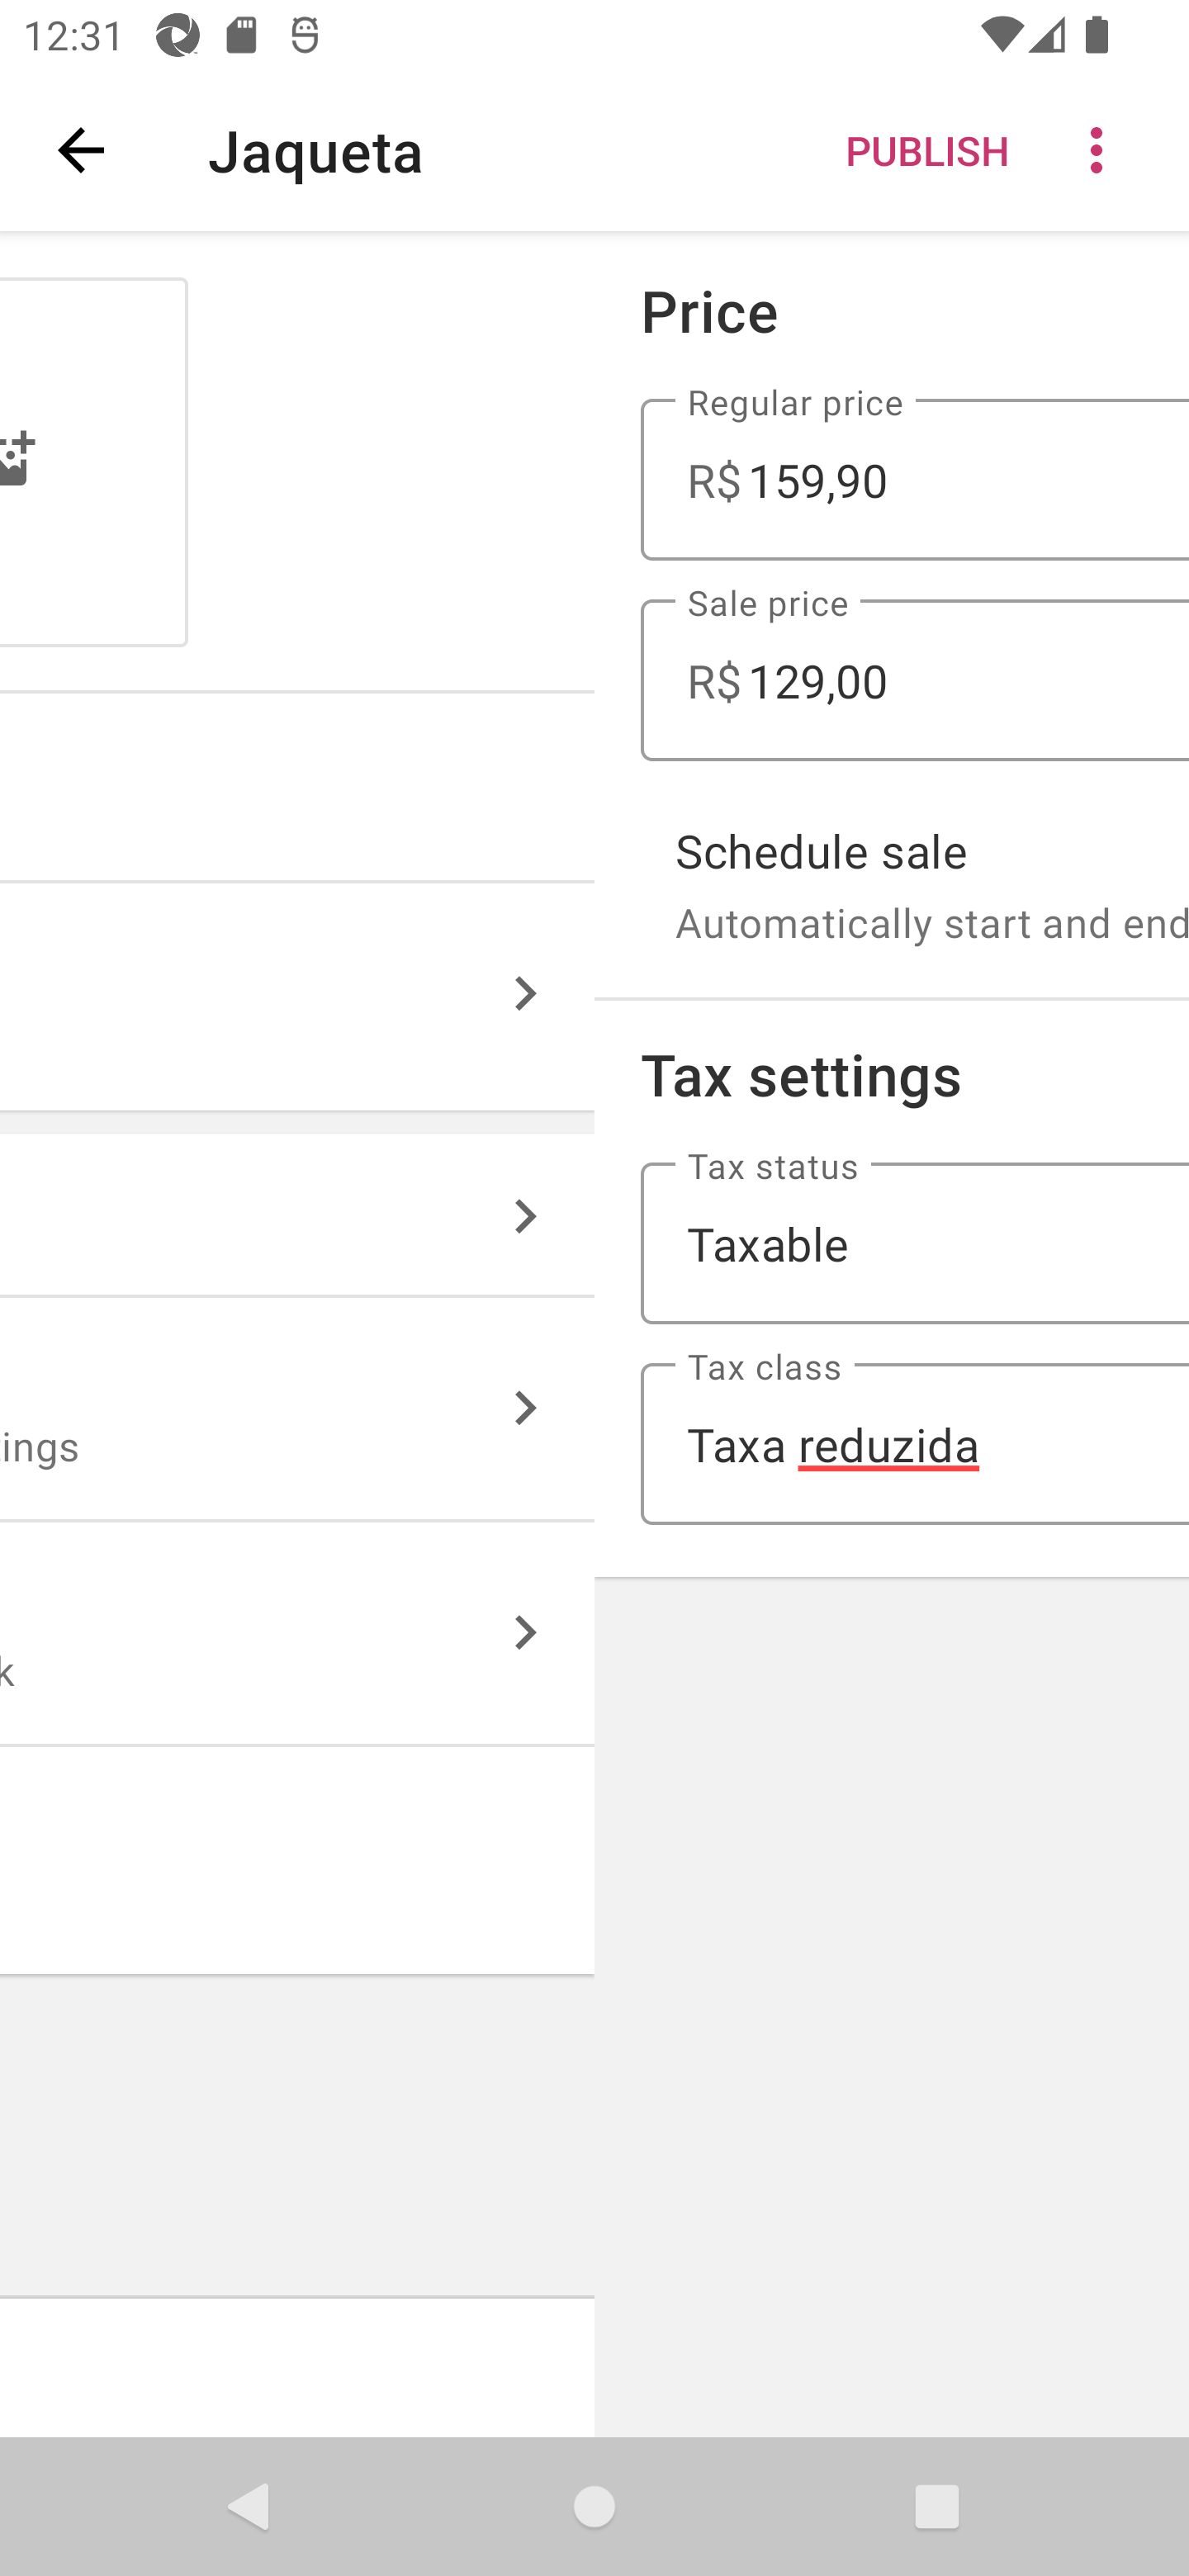 12:31
Jaqueta
PUBLISH
Price
Regular price
R$ 159,90
Sale price
R$ 129,00
Schedule sale
Automatically start and end
Tax settings
Tax status
Taxable
Tax class
Taxa reduzida
ings
k